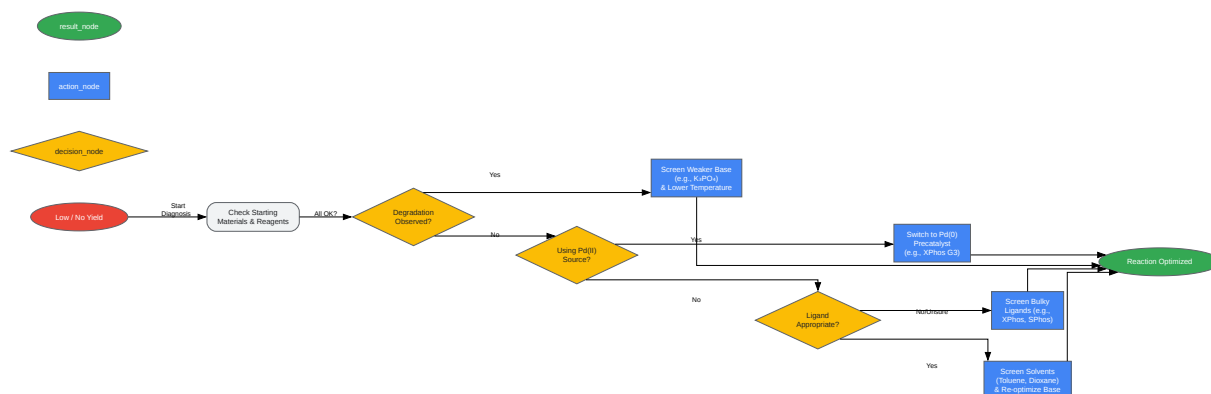 result_node
action_node
decision_node
Low / No Yield
Start
Diagnosis
Check Starting
Materials & Reagents
All OK?
Degradation
Observed?
Yes
No
Screen Weaker Base
(e.g., K₃PO₄)
& Lower Temperature
Using Pd(II)
Source?
Yes
No
Switch to Pd(0)
Precatalyst
(e.g., XPhos G3)
Ligand
Appropriate?
No/Unsure
Yes
Screen Bulky
Ligands (e.g.,
XPhos, SPhos)
Screen Solvents
(Toluene, Dioxane)
& Re-optimize Base
Reaction Optimized